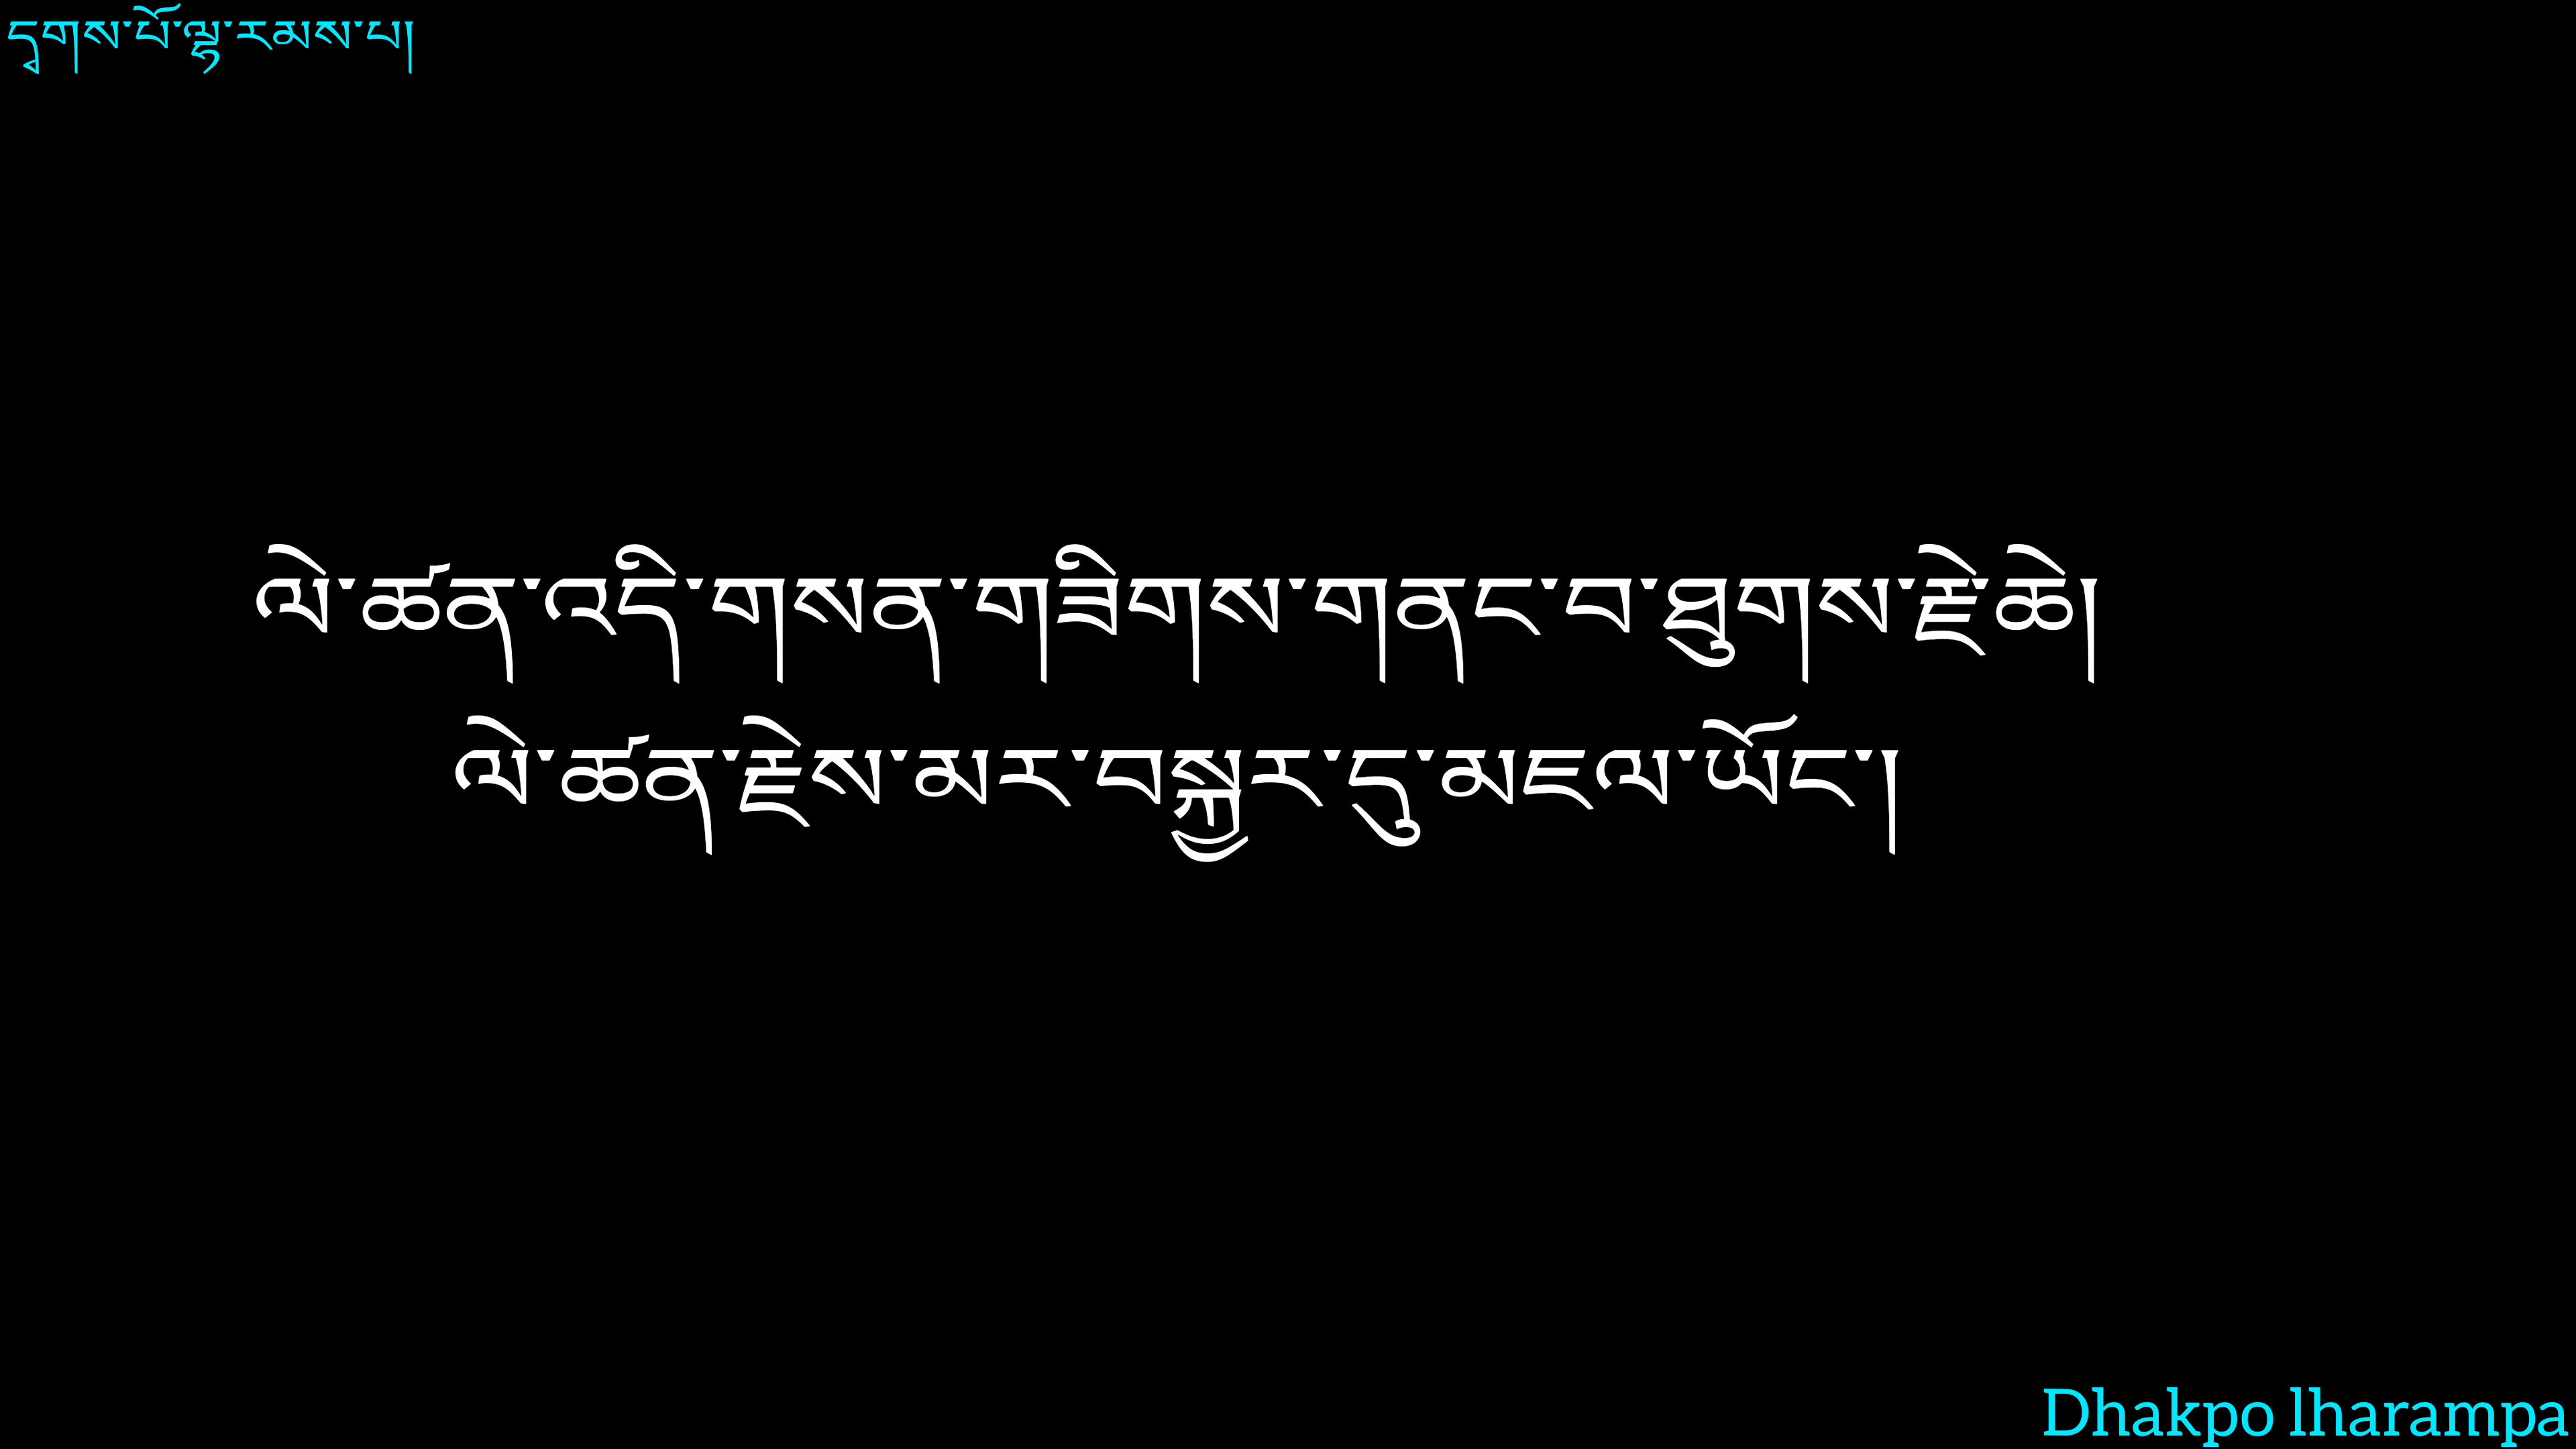 དྭགས་པོ་ལྷ་རམས་པ།
ལེ་ཚན་འདི་གསན་གཟིགས་གནང་བ་ཐུགས་རྗེ་ཆེ།
ལེ་ཚན་རྗེས་མར་བསྐྱར་དུ་མཇལ་ཡོང་།
Dhakpo lharampa